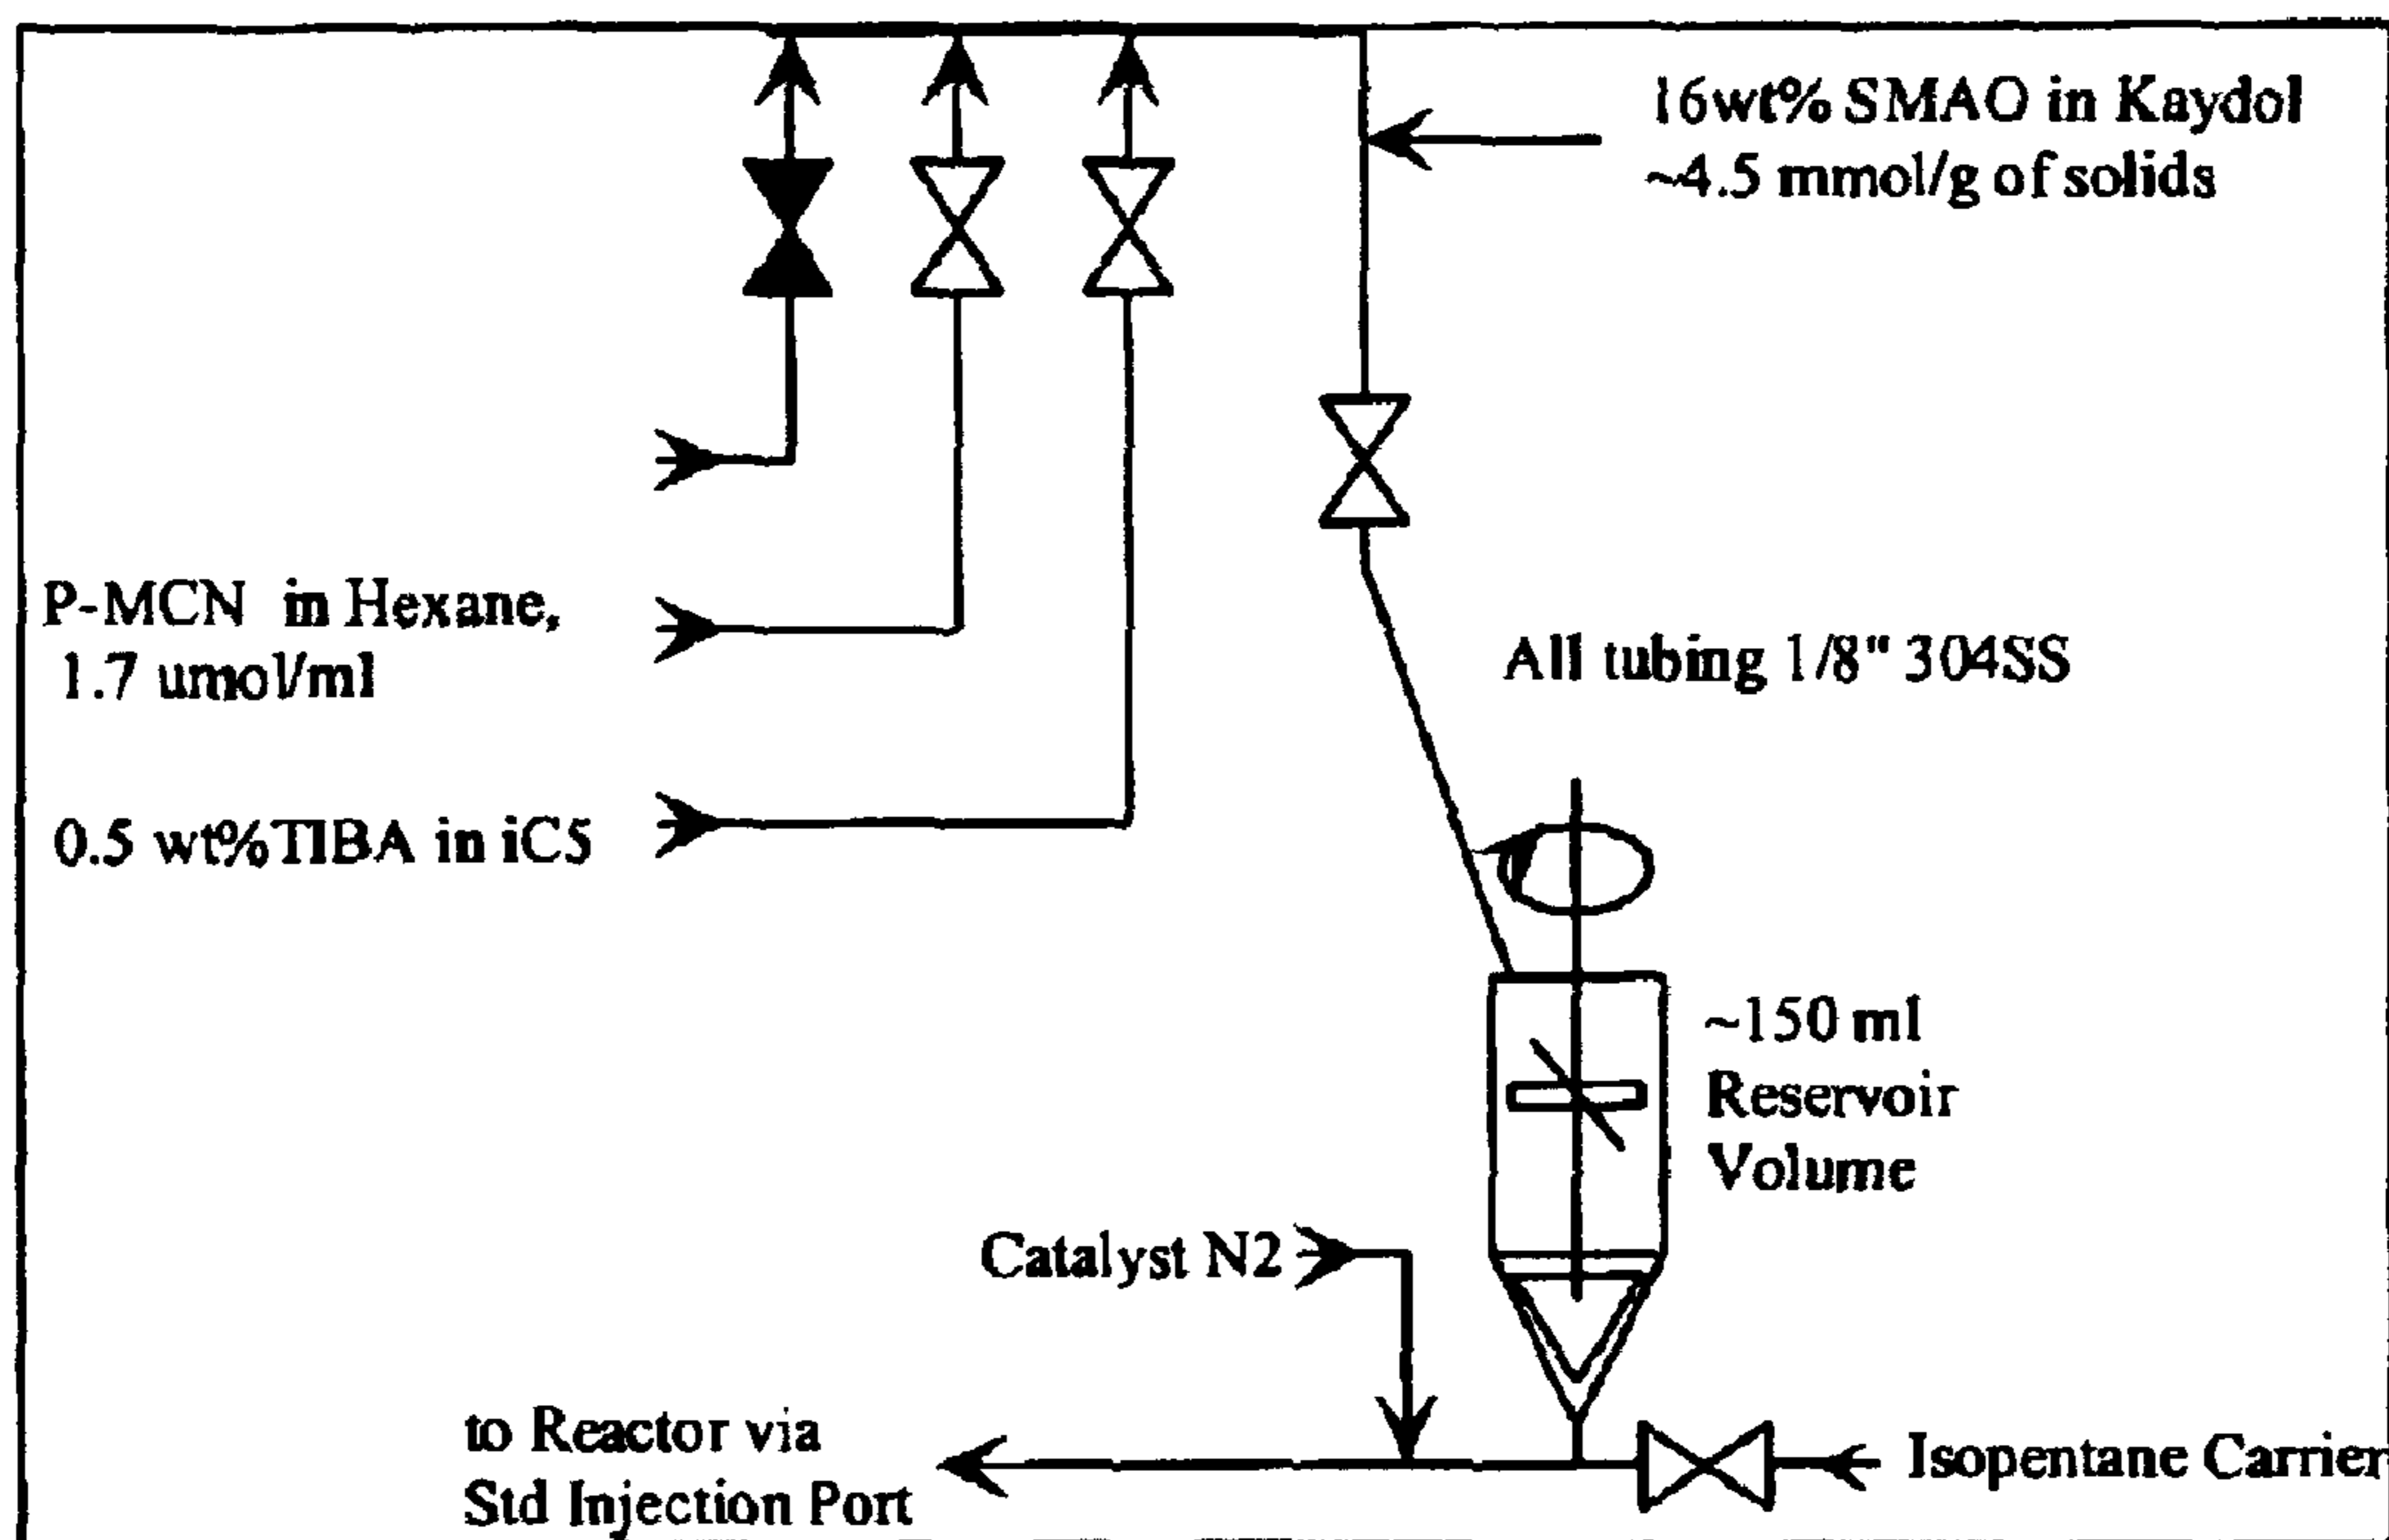 16wt% SMAO in Kaydol
~4.5 mmol/g of solids
P-MCN in Hexane,
1.7 umol/ml
All tubing 1/8" 304SS
0.5 wt%TIBA in iC5
~150 ml
Reservoir
Volume
Catalyst N2
to Reactor via
Std Injection Port
Isopentane Carrier